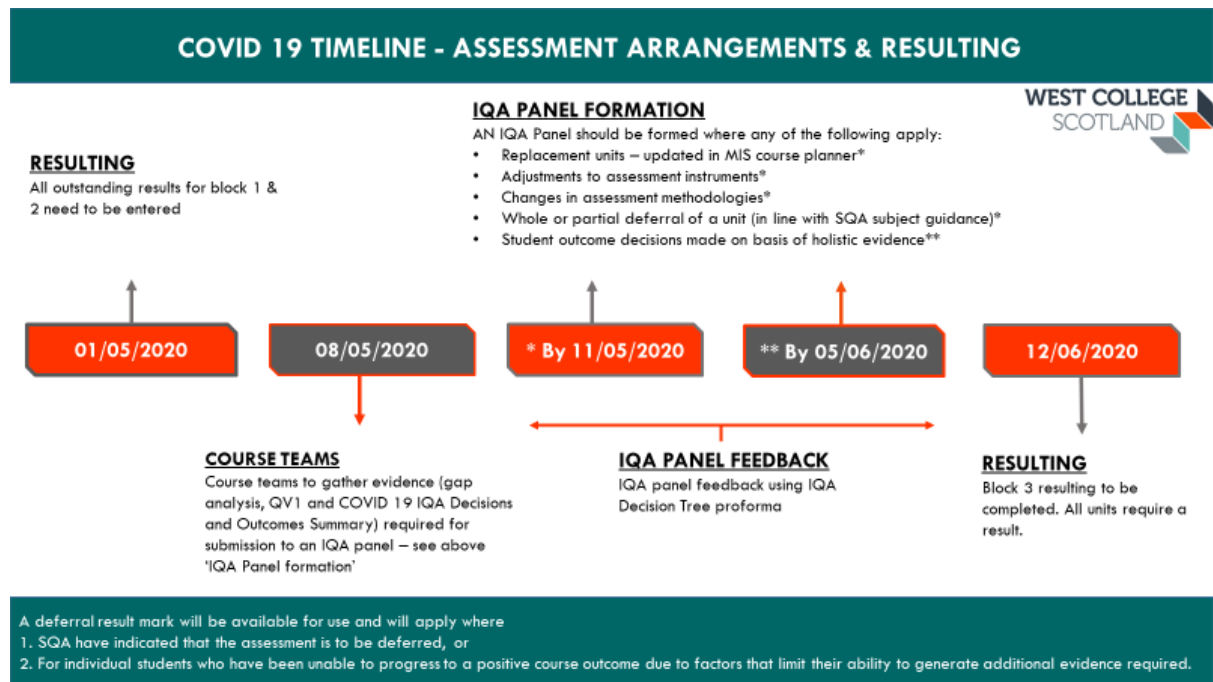 COVID 19 TIMELINE - ASSESSMENT ARRANGEMENTS & RESULTING
WEST COLLEGE
SCOTLAND
RESULTING
All outstanding results for block 1 &
2 need to be entered
IQA PANEL FORMATION
AN IQA Panel should be formed where any of the following apply:
• Replacement units – updated in MIS course planner*
• Adjustments to assessment instruments*
• Changes in assessment methodologies*
• Whole or partial deferral of a unit (in line with SQA subject guidance)*
• Student outcome decisions made on basis of holistic evidence**
01/05/2020
08/05/2020
* By 11/05/2020
** By 05/06/2020
12/06/2020
COURSE TEAMS
Course teams to gather evidence (gap
analysis, QV1 and COVID 19 IQA Decisions
and Outcomes Summary) required for
submission to an IQA panel – see above
'IQA Panel formation'
IQA PANEL FEEDBACK
IQA panel feedback using IQA
Decision Tree proforma
RESULTING
Block 3 resulting to be
completed. All units require a
result.
A deferral result mark will be available for use and will apply where
1. SQA have indicated that the assessment is to be deferred, or
2. For individual students who have been unable to progress to a positive course outcome due to factors that limit their ability to generate additional evidence required.